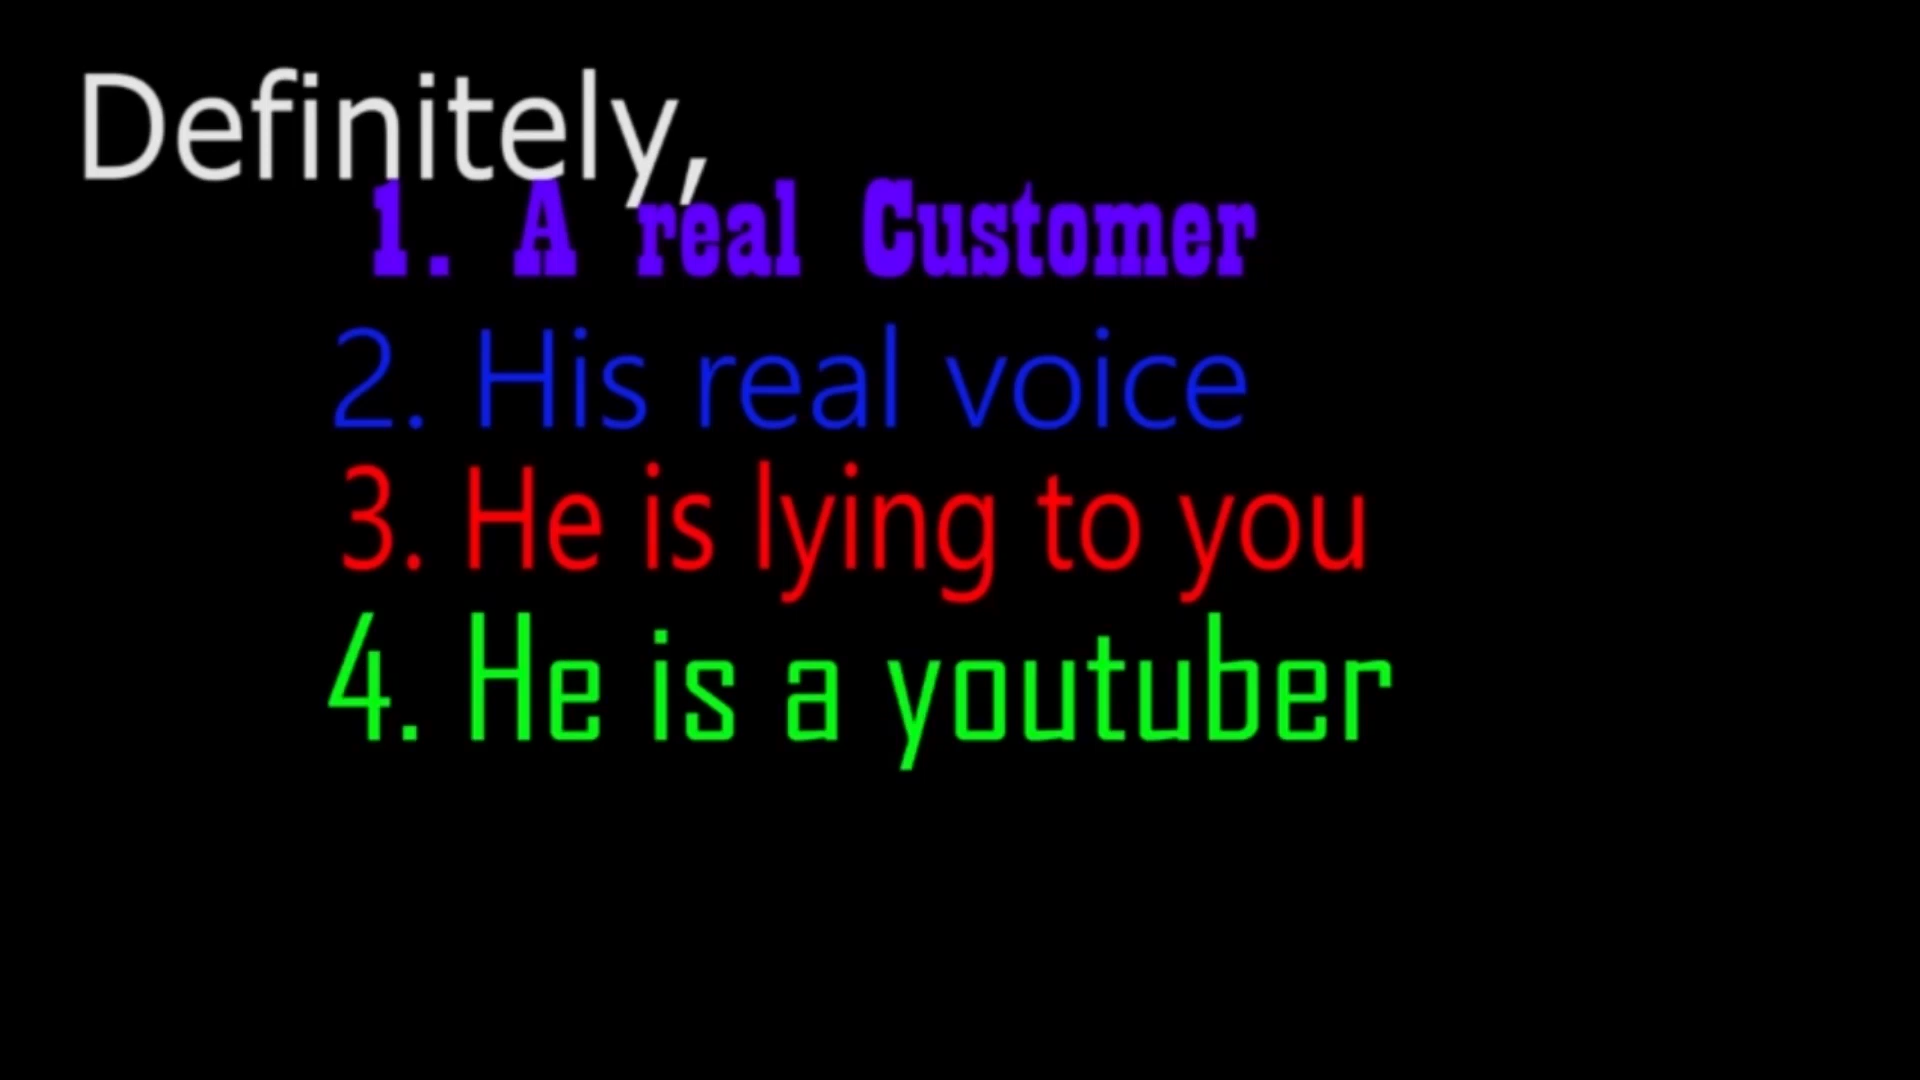 Definitely,
1. A real Customer
2. His real voice
3. He is lying to you
4. He is a youtuber